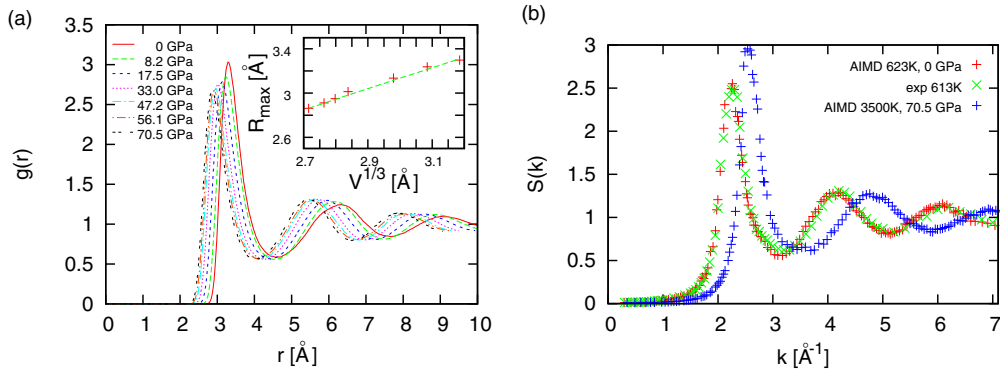 (a)
3.5
3
2.5
2
1.5
1
0.5
0
g(r)
0 GPa
8.2 GPa
17.5 GPa
33.0 GPa
47.2 GPa
56.1 GPa
70.5 GPa
3.4
3
2.6
R_max [Å]
2.7 2.8 2.9 3 3.1
V^1/3 [Å]
0 1 2 3 4 5 6 7 8 9 10
r [Å]
(b)
3
2.5
2
1.5
1
0.5
0
S(k)
AIMD 623K, 0 GPa
exp 613K
AIMD 3500K, 70.5 GPa
0 1 2 3 4 5 6 7
k [Å^-1]